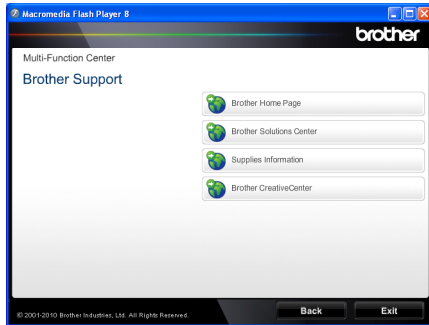 Macromedia Flash Player 8
brother
Multi-Function Center
Brother Support
Brother Home Page
Brother Solutions Center
Supplies Information
Brother CreativeCenter
© 2001-2010 Brother Industries, Ltd. All Rights Reserved.
Back
Exit